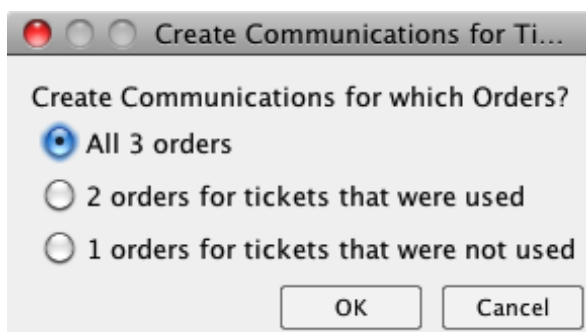 Create Communications for Ti...
Create Communications for which Orders?
All 3 orders
2 orders for tickets that were used
1 orders for tickets that were not used
OK Cancel